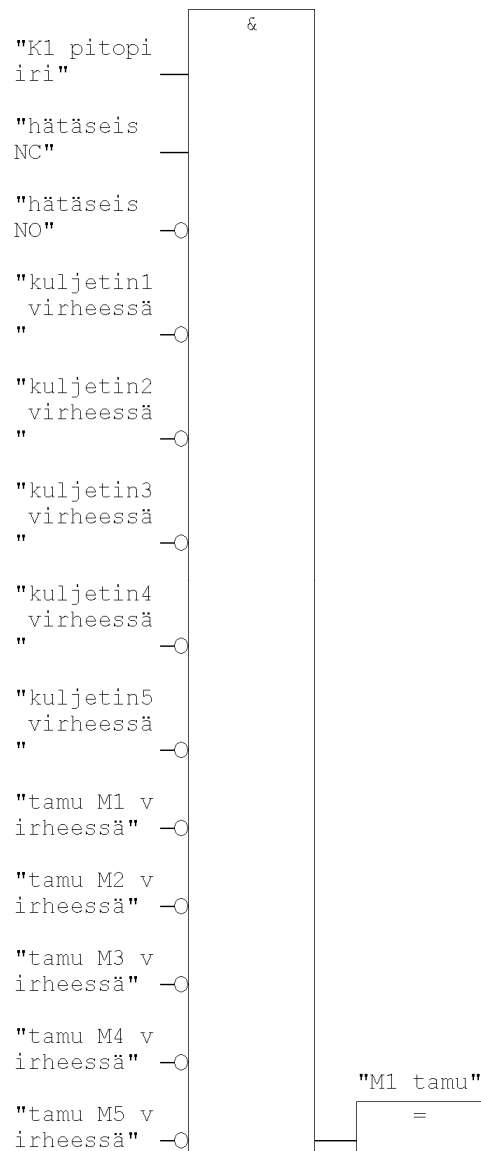 &
"K1 pitopi
iri"
"hätäseis
NC"
"hätäseis
NO"
"kuljetin1
virheessä
"
"kuljetin2
virheessä
"
"kuljetin3
virheessä
"
"kuljetin4
virheessä
"
"kuljetin5
virheessä
"
"tamu M1 v
irheessä"
"tamu M2 v
irheessä"
"tamu M3 v
irheessä"
"tamu M4 v
irheessä"
"tamu M5 v
irheessä"
"M1 tamu"
=